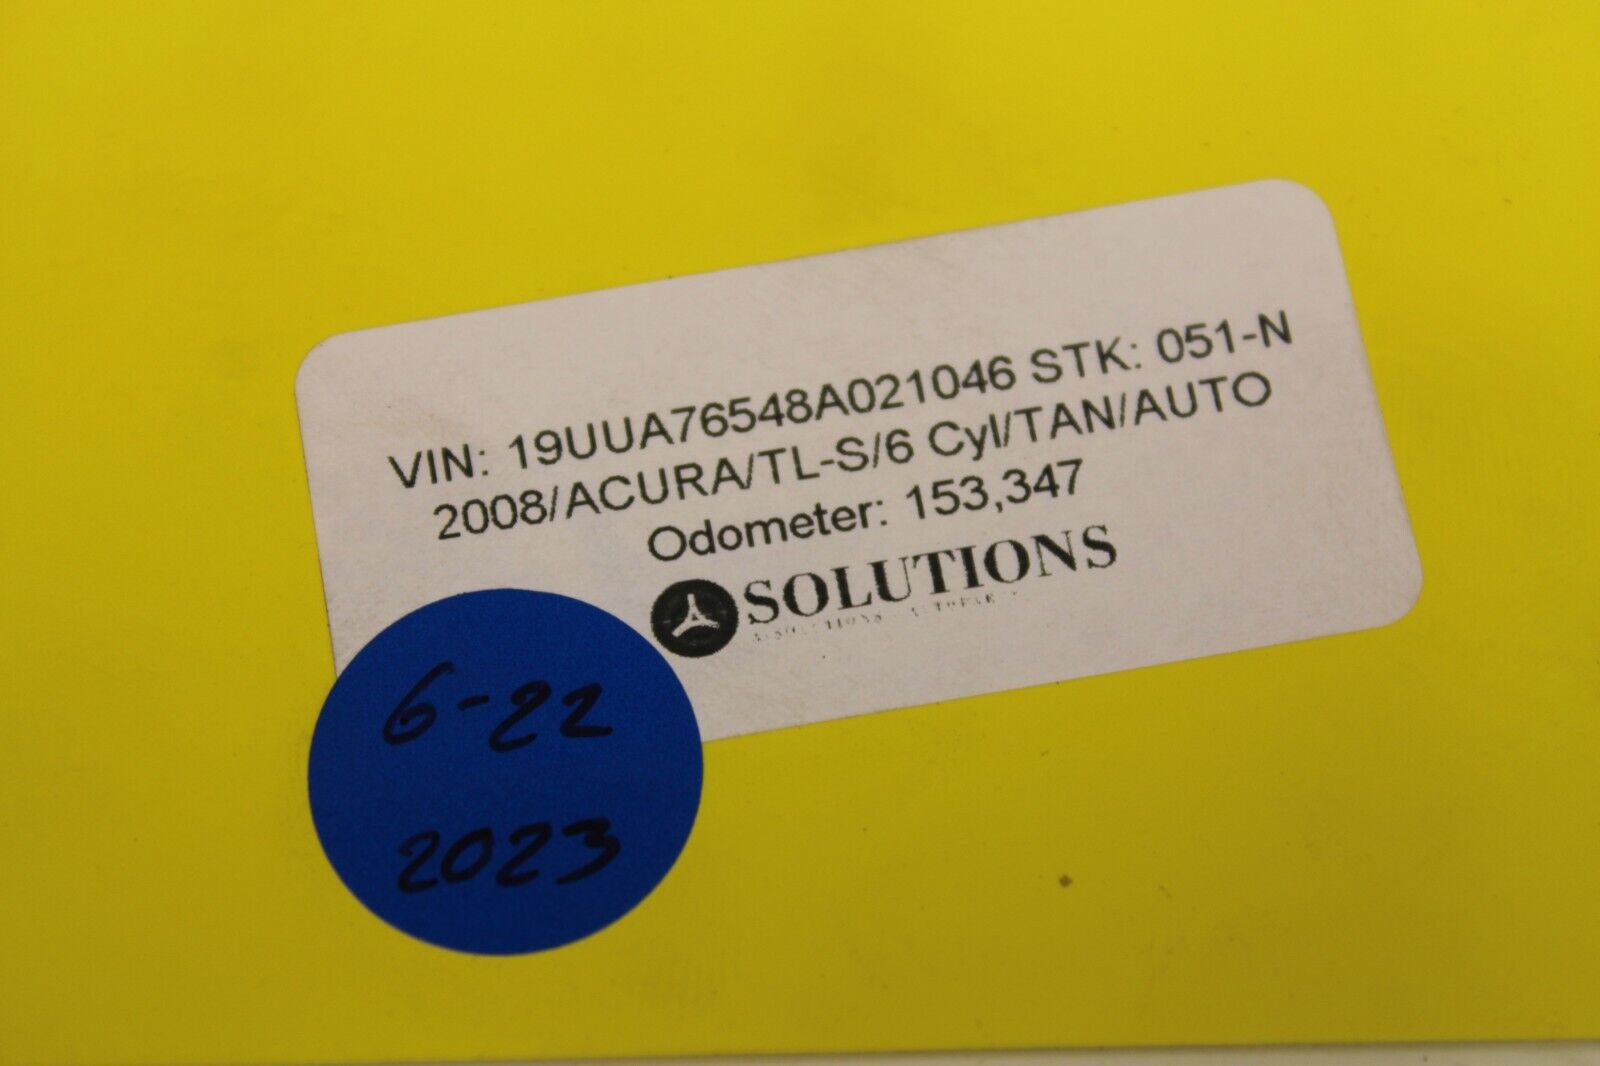 VIN: 19UUA76548A021046 STK: 051-N
2008/ACURA/TL-S/6 Cyl/TAN/AUTO
Odometer: 153,347
SOLUTIONS
6-22
2023